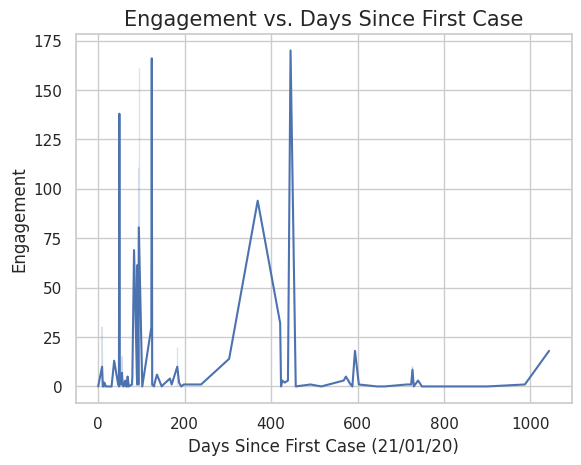 Engagement vs. Days Since First Case
175
150
125
100
75
50
25
0
Engagement
0 200 400 600 800 1000
Days Since First Case (21/01/20)